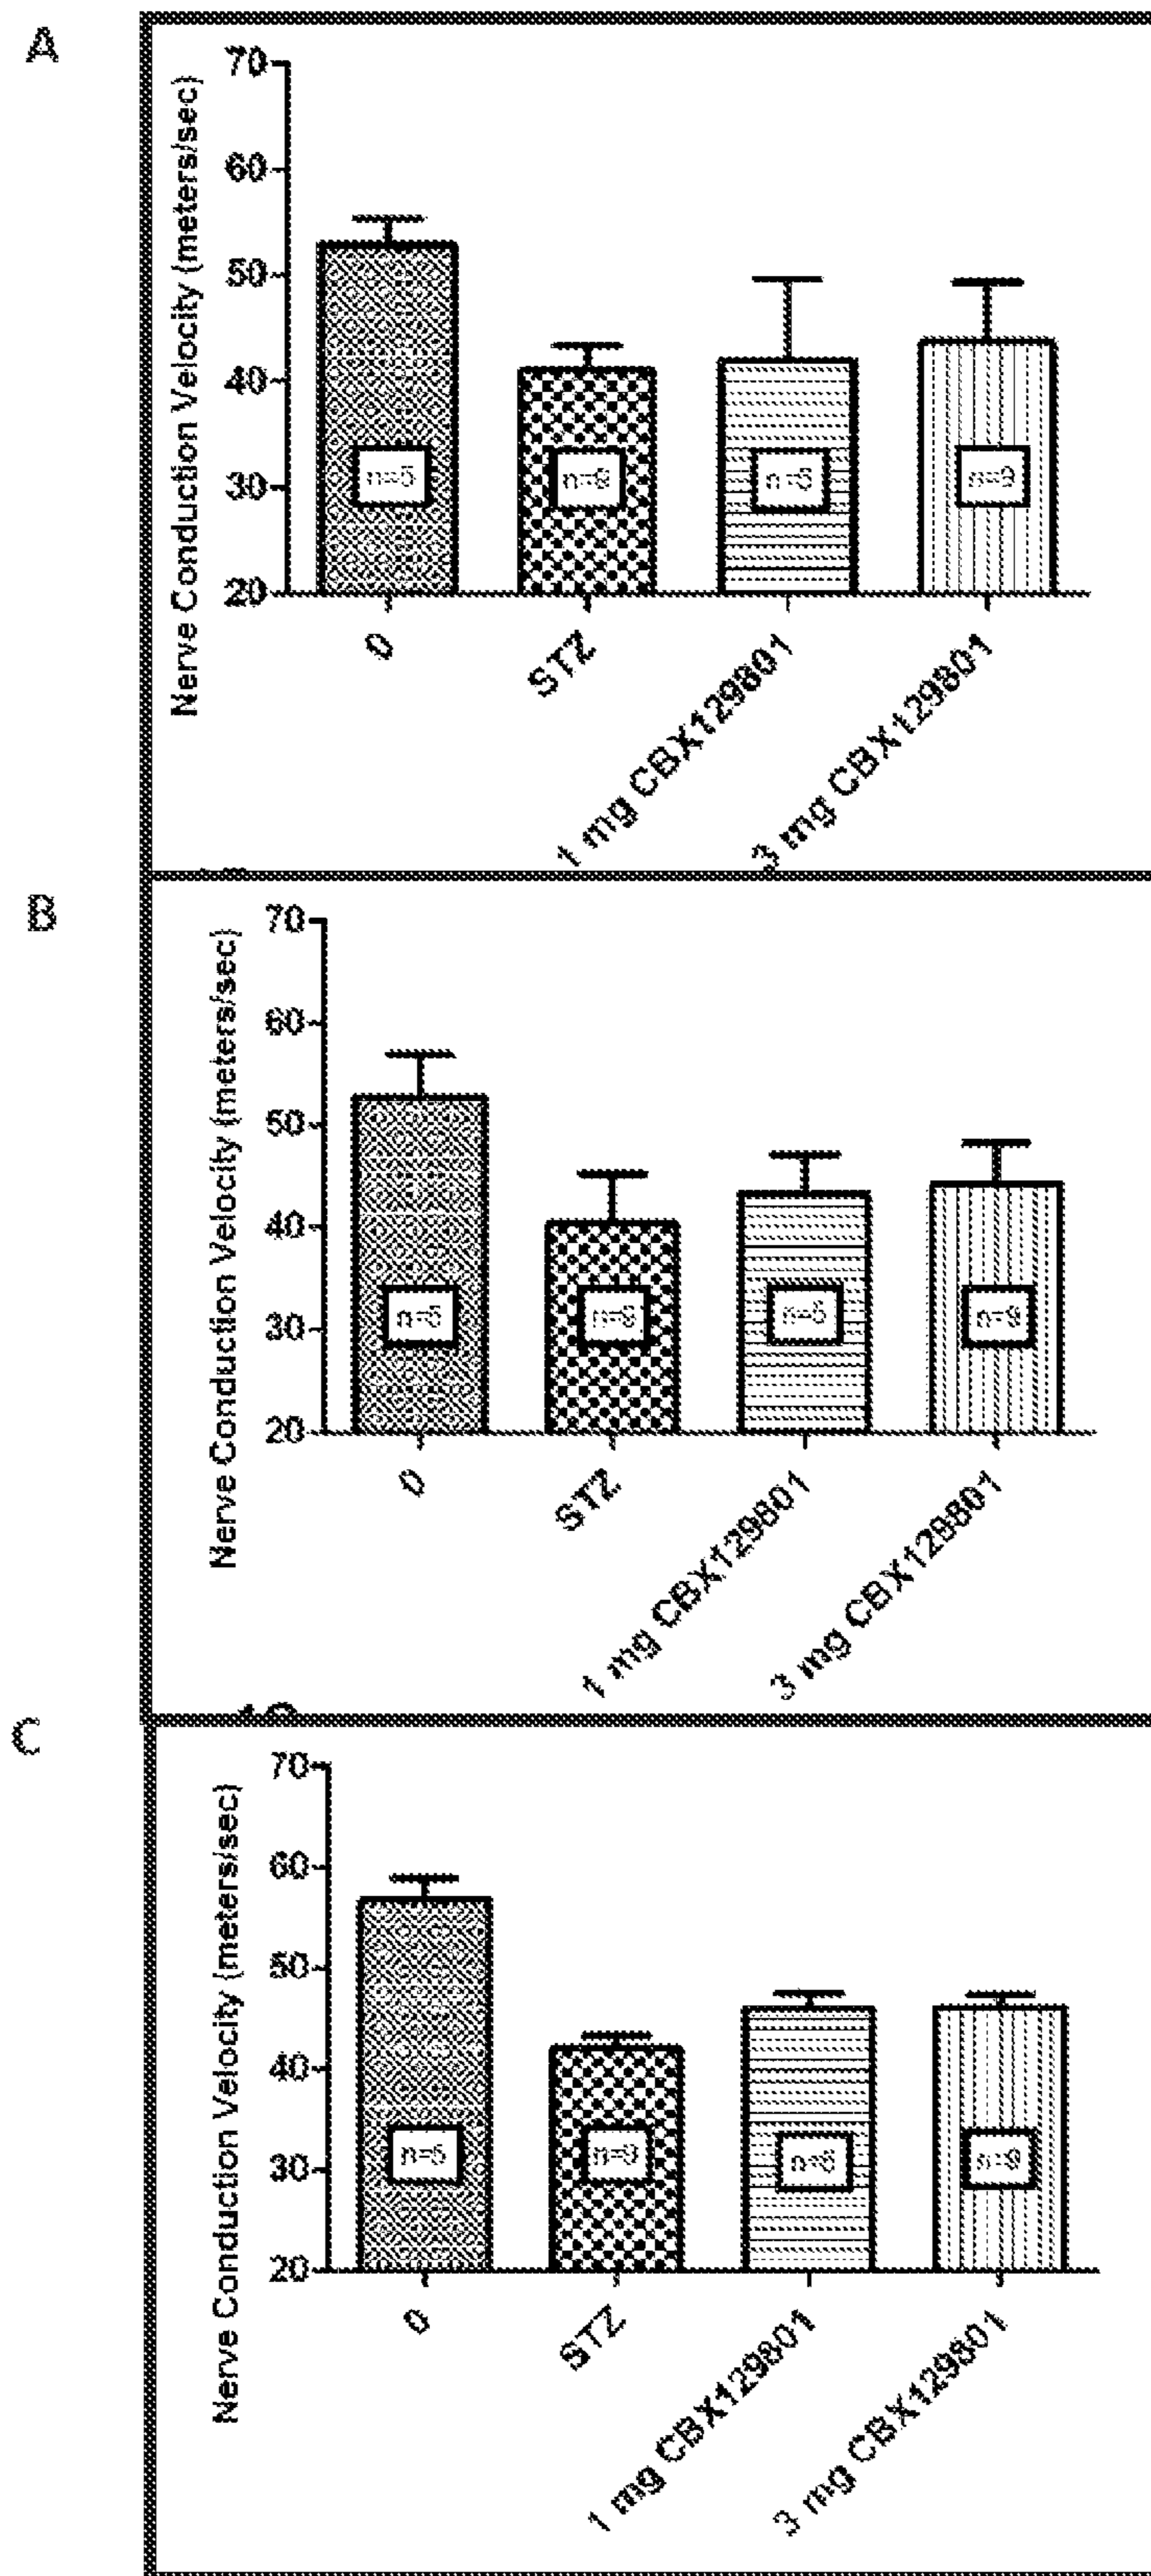 A
Nerve Conduction Velocity (meters/sec)
70
60
50
40
30
20
n=5
n=9
0
STZ
1 mg CBX129801
3 mg CBX129801
B
Nerve Conduction Velocity (meters/sec)
70
60
50
40
30
20
n=5
n=9
0
STZ
1 mg CBX129801
3 mg CBX129801
C
Nerve Conduction Velocity (meters/sec)
70
60
50
40
30
20
n=5
n=9
0
STZ
1 mg CBX129801
3 mg CBX129801